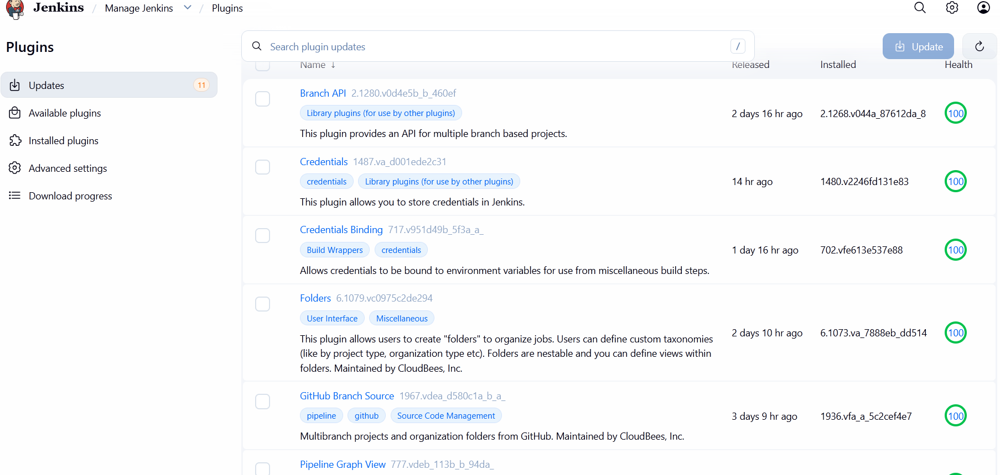 Jenkins / Manage Jenkins / Plugins
Plugins
Search plugin updates /
Update
Updates 11
Available plugins
Installed plugins
Advanced settings
Download progress
Name ↓ Released Installed Health
Branch API 2.1280.v0d4e5b_b_460ef
Library plugins (for use by other plugins)
This plugin provides an API for multiple branch based projects.
2 days 16 hr ago 2.1268.v044a_87612da_8 100
Credentials 1487.va_d001ede2c31
credentials Library plugins (for use by other plugins)
This plugin allows you to store credentials in Jenkins.
14 hr ago 1480.v2246fd131e83 100
Credentials Binding 717.v951d49b_5f3a_a_
Build Wrappers credentials
Allows credentials to be bound to environment variables for use from miscellaneous build steps.
1 day 16 hr ago 702.vfe613e537e88 100
Folders 6.1079.vc0975c2de294
User Interface Miscellaneous
This plugin allows users to create "folders" to organize jobs. Users can define custom taxonomies
(like by project type, organization type etc). Folders are nestable and you can define views within
folders. Maintained by CloudBees, Inc.
2 days 10 hr ago 6.1073.va_7888eb_dd514 100
GitHub Branch Source 1967.vdea_d580c1a_b_a_
pipeline github Source Code Management
Multibranch projects and organization folders from GitHub. Maintained by CloudBees, Inc.
3 days 9 hr ago 1936.vfa_a_5c2cef4e7 100
Pipeline Graph View 777.vdeb_113b_b_94da_